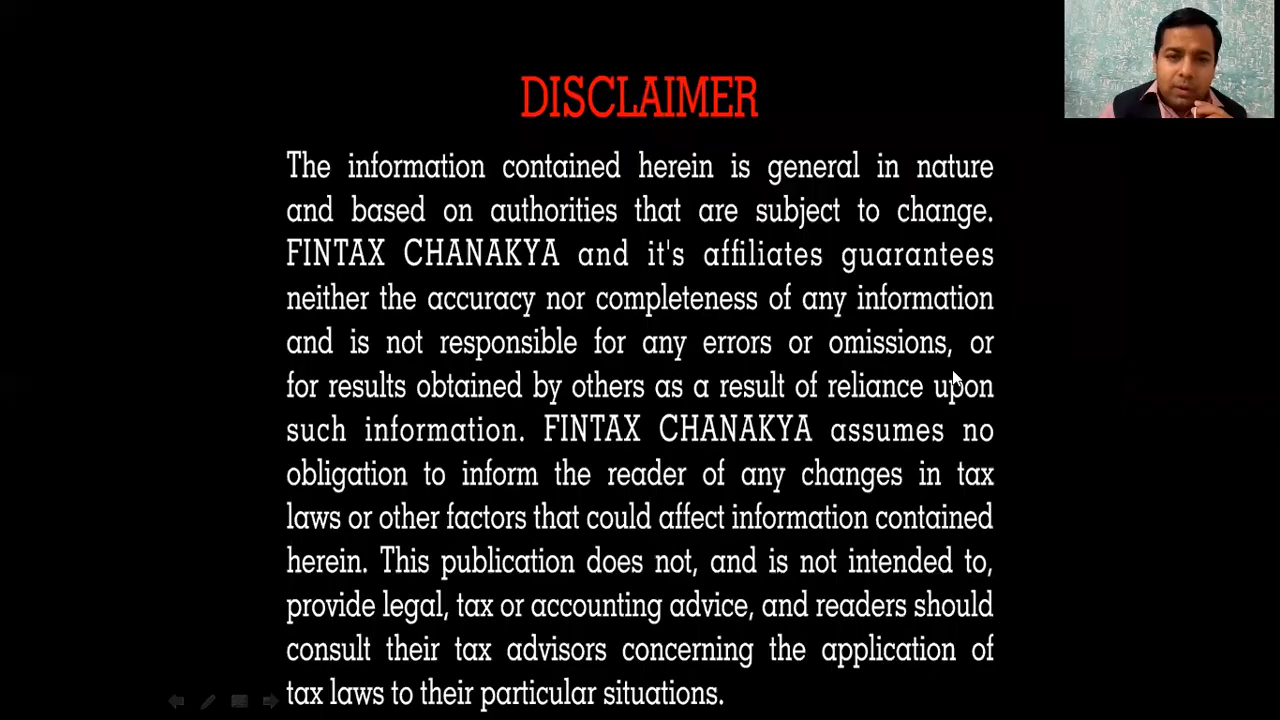 DISCLAIMER
The information contained herein is general in nature
and based on authorities that are subject to change.
FINTAX CHANAKYA and it's affiliates guarantees
neither the accuracy nor completeness of any information
and is not responsible for any errors or omissions, or
for results obtained by others as a result of reliance upon
such information. FINTAX CHANAKYA assumes no
obligation to inform the reader of any changes in tax
laws or other factors that could affect information contained
herein. This publication does not, and is not intended to,
provide legal, tax or accounting advice, and readers should
consult their tax advisors concerning the application of
tax laws to their particular situations.